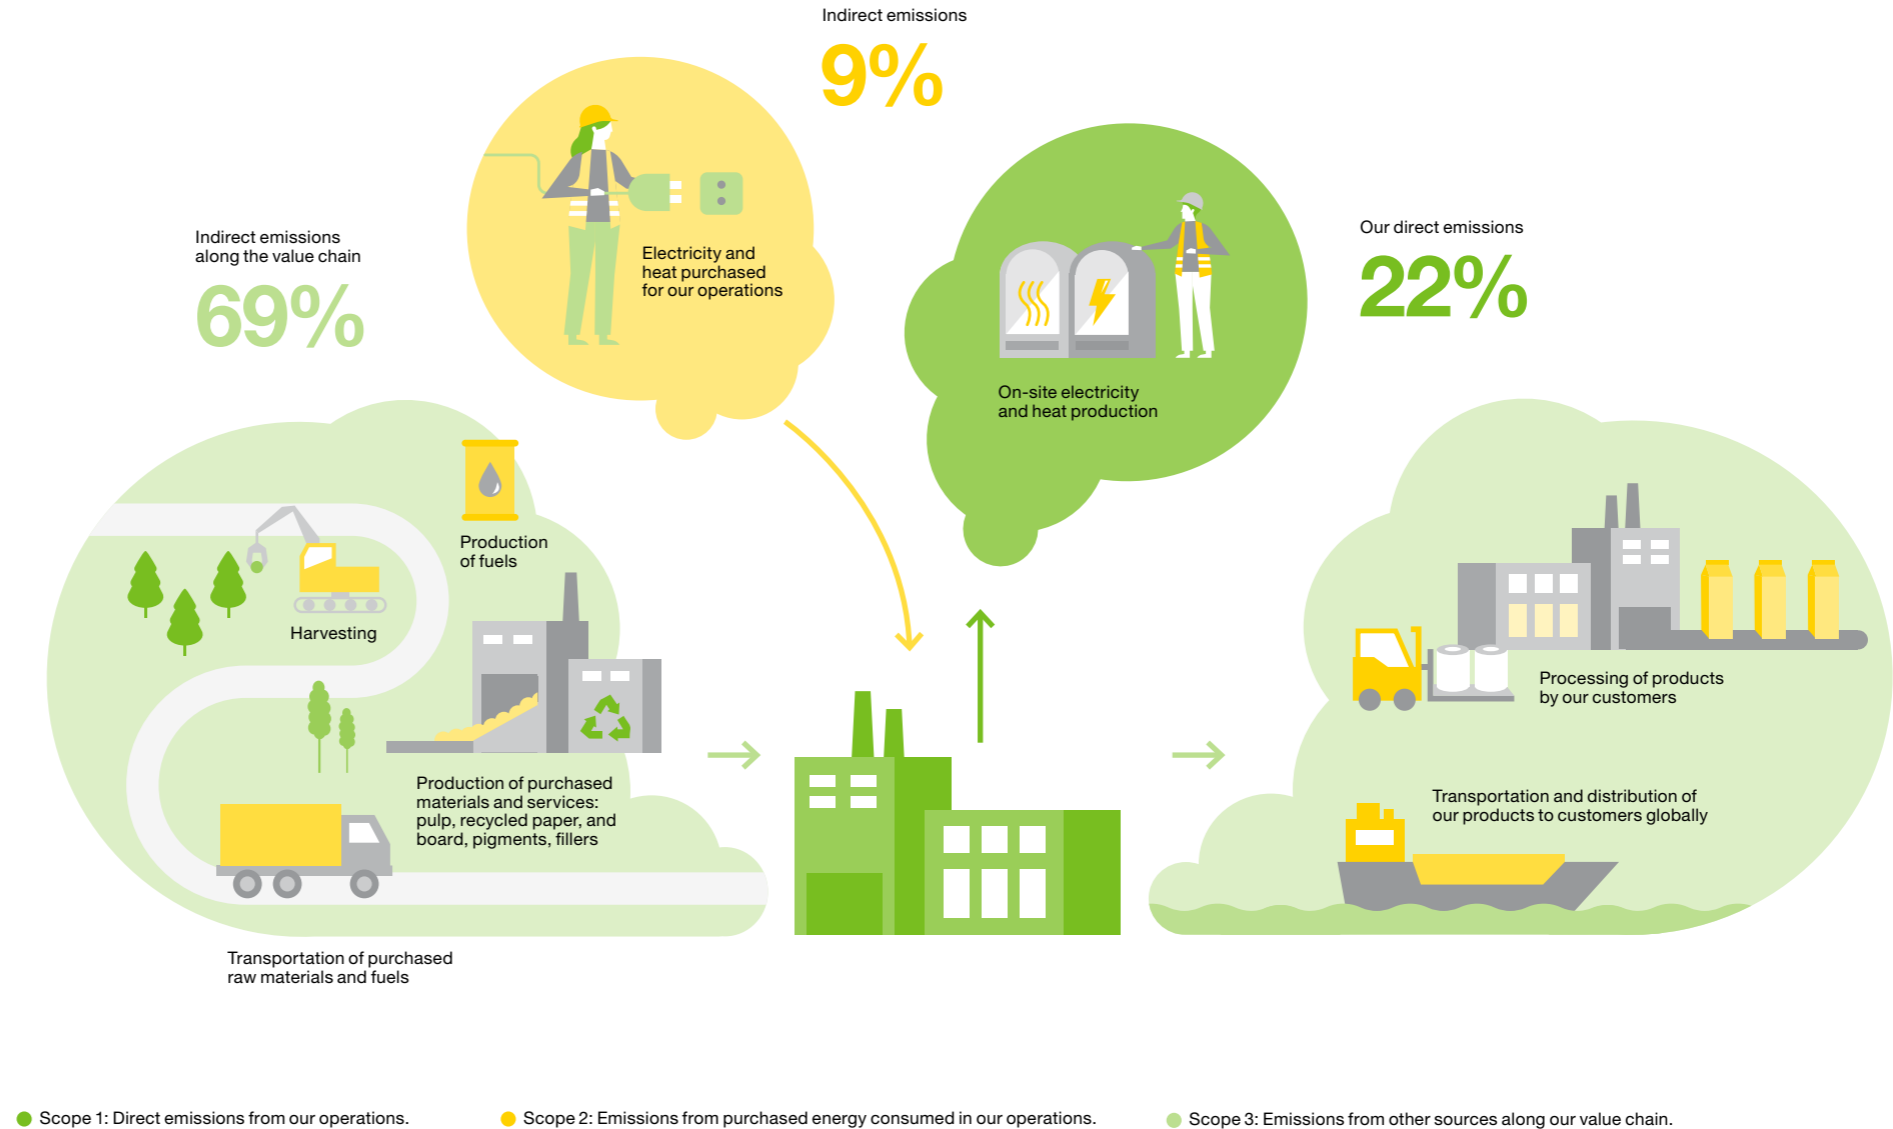 Indirect emissions
9%
Indirect emissions
along the value chain
69%
Electricity and
heat purchased
for our operations
On-site electricity
and heat production
Our direct emissions
22%
Production
of fuels
Harvesting
Production of purchased
materials and services:
pulp, recycled paper, and
board, pigments, fillers
Transportation of purchased
raw materials and fuels
Processing of products
by our customers
Transportation and distribution of
our products to customers globally
Scope 1: Direct emissions from our operations.
Scope 2: Emissions from purchased energy consumed in our operations.
Scope 3: Emissions from other sources along our value chain.